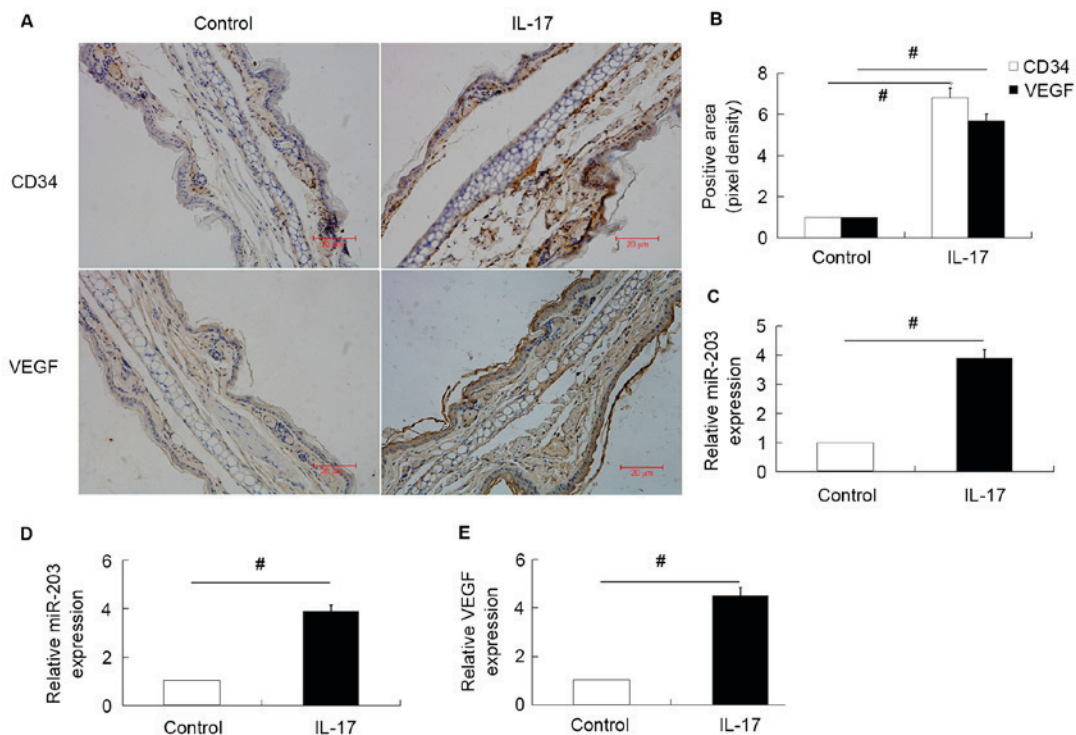 A
Control
IL-17
CD34
20 µm
VEGF
20 µm
20 µm
B
#
#
CD34
VEGF
Positive area
(pixel density)
8
6
4
2
0
Control
IL-17
C
#
Relative miR-203
expression
5
4
3
2
1
0
Control
IL-17
D
#
Relative miR-203
expression
6
4
2
0
Control
IL-17
E
#
Relative VEGF
expression
6
4
2
0
Control
IL-17